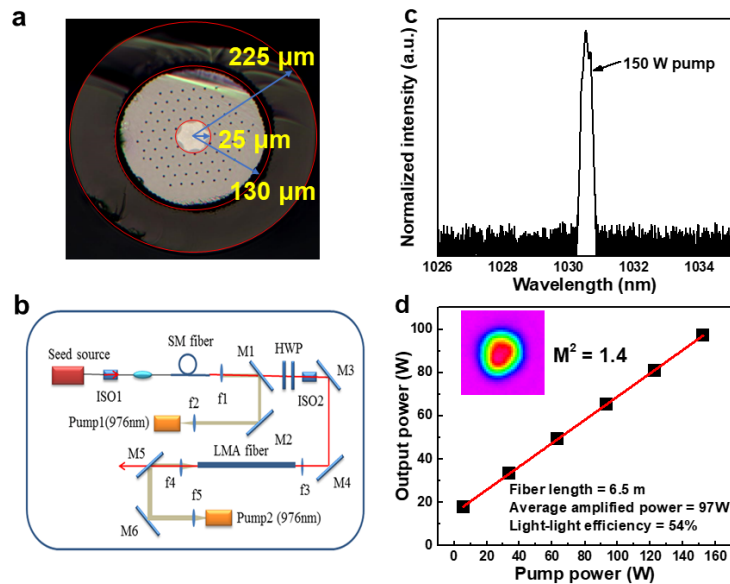 a
225 μm
25 μm
130 μm
b
Seed source
ISO1
SM fiber
f1
M1
HWP
ISO2
M3
Pump1(976nm)
f2
M2
M5
LMA fiber
f4
f3
M4
f5
M6
Pump2 (976nm)
c
Normalized intensity (a.u.)
150 W pump
1026 1028 1030 1032 1034
Wavelength (nm)
d
Output power (W)
100
80
60
40
20
0
M² = 1.4
Fiber length = 6.5 m
Average amplified power = 97W
Light-light efficiency = 54%
0 20 40 60 80 100 120 140 160
Pump power (W)